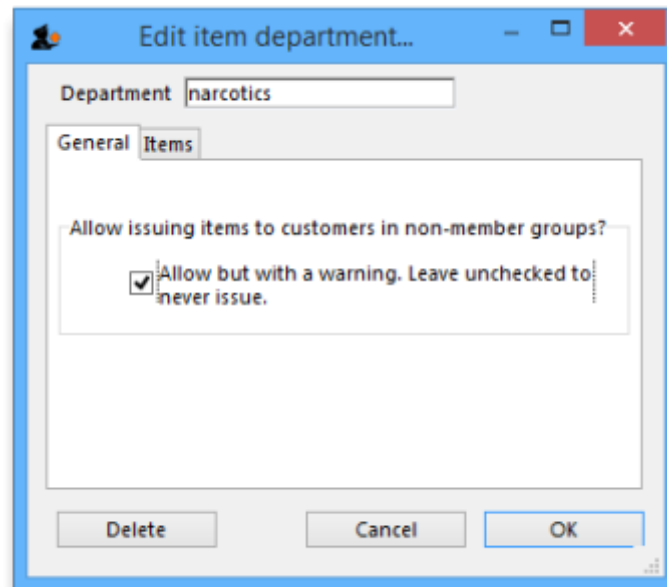 Edit item department...
Department narcotics
General Items
Allow issuing items to customers in non-member groups?
Allow but with a warning. Leave unchecked to
never issue.
Delete Cancel OK